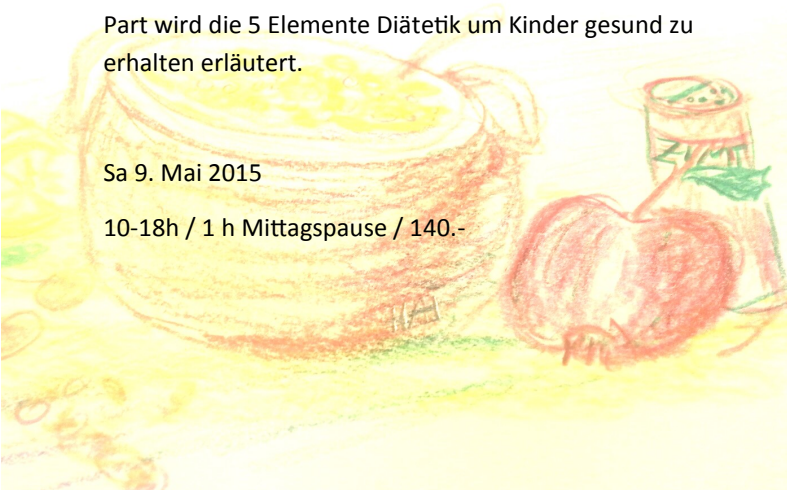 Part wird die 5 Elemente Diätetik um Kinder gesund zu
erhalten erläutert.
Sa 9. Mai 2015
10-18h / 1 h Mittagspause / 140.-